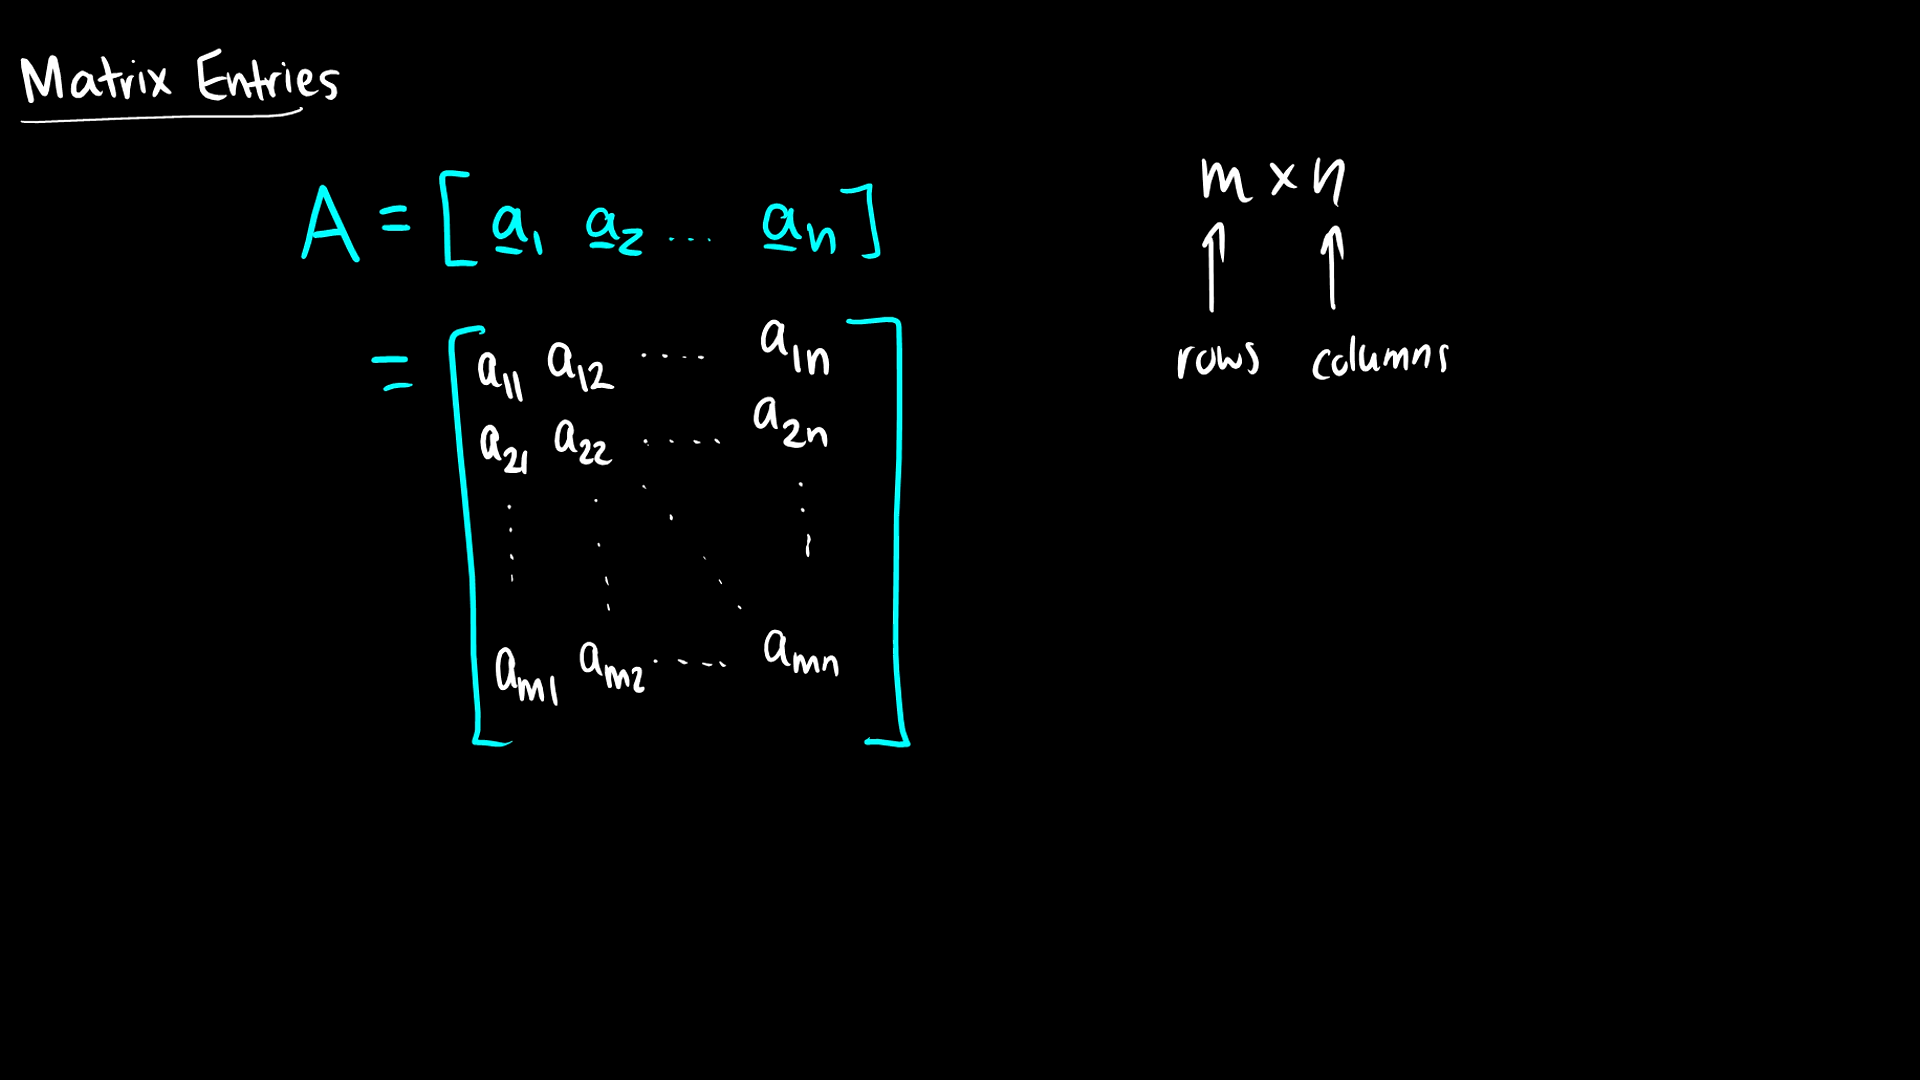 Matrix Entries
A = [ a1 a2 ... an ]
m × n
↑ ↑
rows columns
= [ a11 a12 .... a1n
a21 a22 .... a2n
am1 am2 .... amn ]